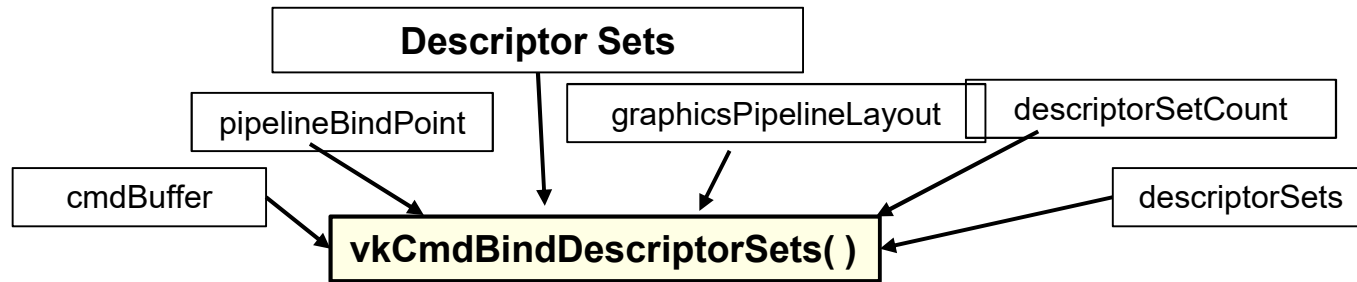 Descriptor Sets
pipelineBindPoint
graphicsPipelineLayout
descriptorSetCount
cmdBuffer
descriptorSets
vkCmdBindDescriptorSets( )